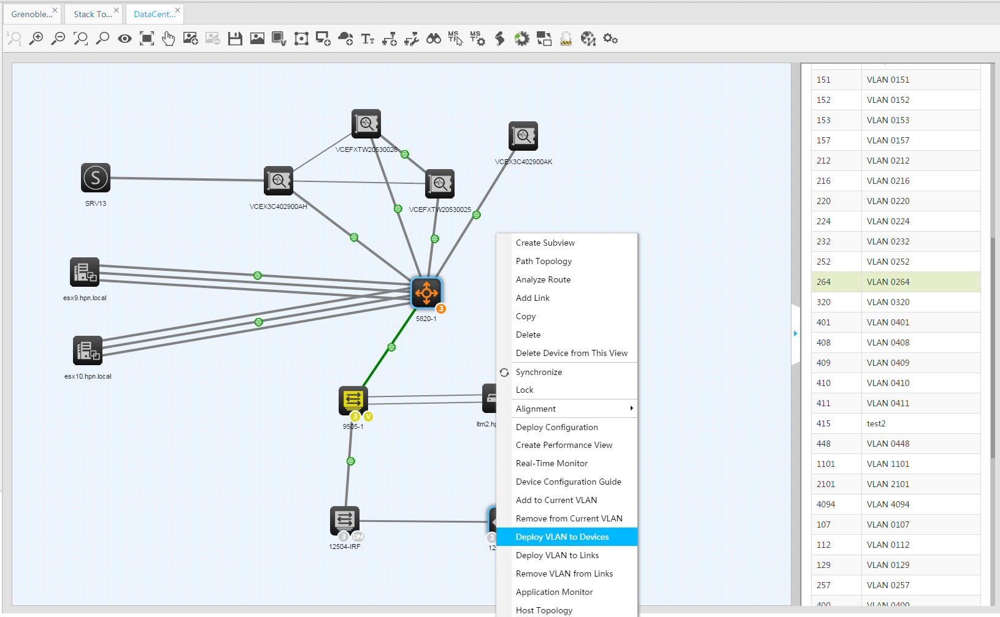 Grenoble...
Stack To...
DataCent...
VCEFXTW20530026
VCEX3C402900AK
SRV13
VCEX3C402900AH
VCEFXTW20530025
esx9.hpn.local
5820-1
3
esx10.hpn.local
9505-1
3
V
ltm2.hp
12504-IRF
3
DM
3
12
Create Subview
Path Topology
Analyze Route
Add Link
Copy
Delete
Delete Device from This View
Synchronize
Lock
Alignment
Deploy Configuration
Create Performance View
Real-Time Monitor
Device Configuration Guide
Add to Current VLAN
Remove from Current VLAN
Deploy VLAN to Devices
Deploy VLAN to Links
Remove VLAN from Links
Application Monitor
Host Topology
151 VLAN 0151
152 VLAN 0152
153 VLAN 0153
157 VLAN 0157
212 VLAN 0212
216 VLAN 0216
220 VLAN 0220
224 VLAN 0224
232 VLAN 0232
252 VLAN 0252
264 VLAN 0264
320 VLAN 0320
401 VLAN 0401
408 VLAN 0408
409 VLAN 0409
410 VLAN 0410
411 VLAN 0411
415 test2
448 VLAN 0448
1101 VLAN 1101
2101 VLAN 2101
4094 VLAN 4094
107 VLAN 0107
112 VLAN 0112
129 VLAN 0129
257 VLAN 0257
400 VLAN 0400